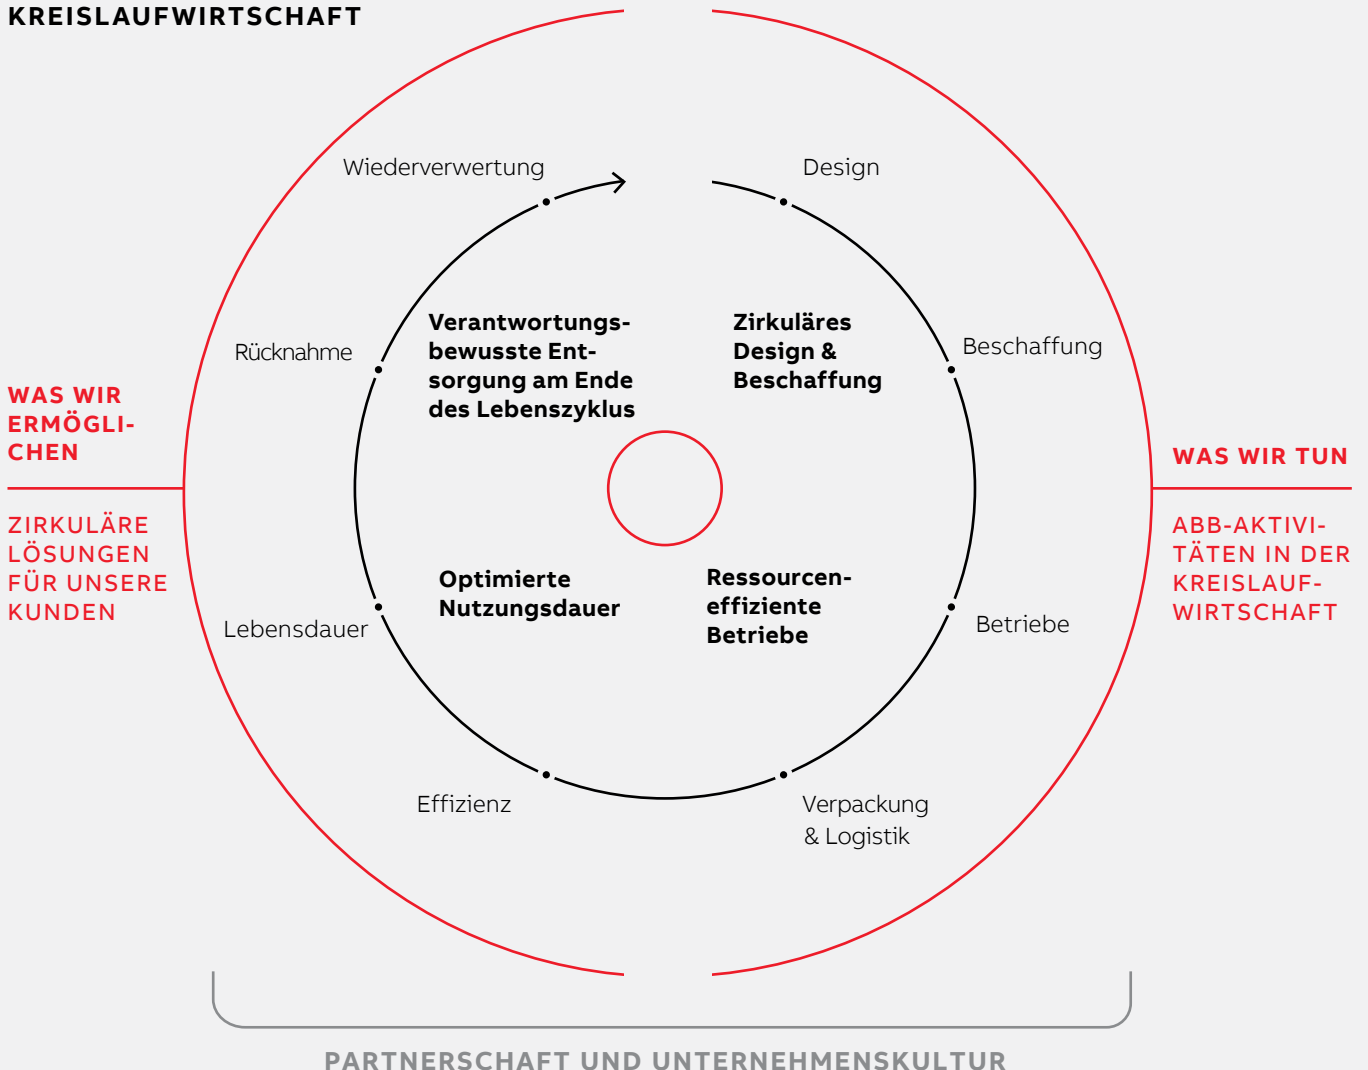 KREISLAUFWIRTSCHAFT
Wiederverwertung
Design
Verantwortungs-
bewusste Ent-
sorgung am Ende
des Lebenszyklus
Zirkuläres
Design &
Beschaffung
Rücknahme
Beschaffung
WAS WIR
ERMÖGLI-
CHEN
ZIRKULÄRE
LÖSUNGEN
FÜR UNSERE
KUNDEN
WAS WIR TUN
ABB-AKTIVI-
TÄTEN IN DER
KREISLAUF-
WIRTSCHAFT
Optimierte
Nutzungsdauer
Ressourcen-
effiziente
Betriebe
Lebensdauer
Betriebe
Effizienz
Verpackung
& Logistik
PARTNERSCHAFT UND UNTERNEHMENSKULTUR